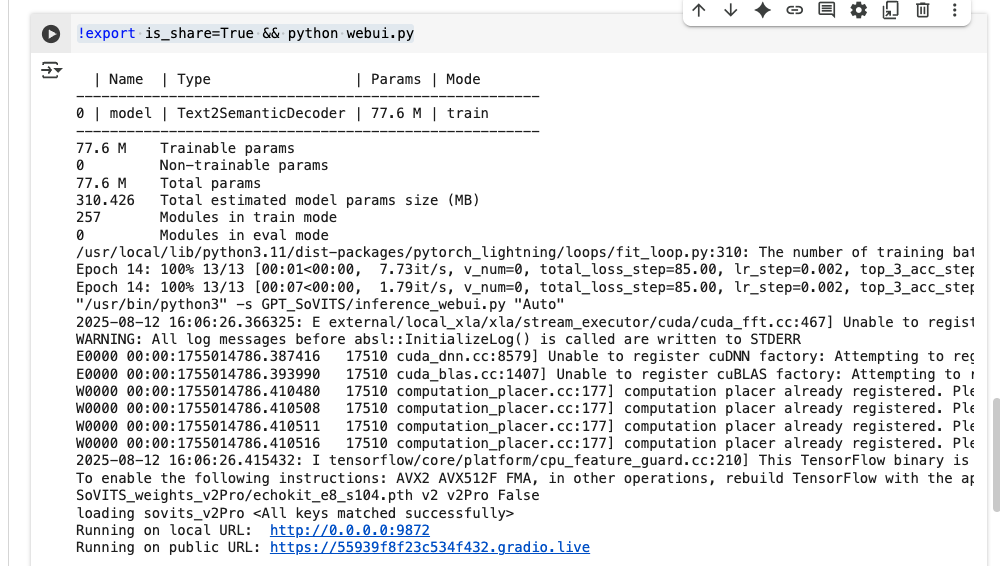 !export is_share=True && python webui.py
| Name | Type | Params | Mode
0 | model | Text2SemanticDecoder | 77.6 M | train
77.6 M Trainable params
0 Non-trainable params
77.6 M Total params
310.426 Total estimated model params size (MB)
257 Modules in train mode
0 Modules in eval mode
/usr/local/lib/python3.11/dist-packages/pytorch_lightning/loops/fit_loop.py:310: The number of training bat
Epoch 14: 100% 13/13 [00:01<00:00, 7.73it/s, v_num=0, total_loss_step=85.00, lr_step=0.002, top_3_acc_step
Epoch 14: 100% 13/13 [00:07<00:00, 1.79it/s, v_num=0, total_loss_step=85.00, lr_step=0.002, top_3_acc_step
"/usr/bin/python3" -s GPT_SoVITS/inference_webui.py "Auto"
2025-08-12 16:06:26.366325: E external/local_xla/xla/stream_executor/cuda/cuda_fft.cc:467] Unable to regist
WARNING: All log messages before absl::InitializeLog() is called are written to STDERR
E0000 00:00:1755014786.387416 17510 cuda_dnn.cc:8579] Unable to register cuDNN factory: Attempting to reg
E0000 00:00:1755014786.393990 17510 cuda_blas.cc:1407] Unable to register cuBLAS factory: Attempting to r
W0000 00:00:1755014786.410480 17510 computation_placer.cc:177] computation placer already registered. Ple
W0000 00:00:1755014786.410508 17510 computation_placer.cc:177] computation placer already registered. Ple
W0000 00:00:1755014786.410511 17510 computation_placer.cc:177] computation placer already registered. Ple
W0000 00:00:1755014786.410516 17510 computation_placer.cc:177] computation placer already registered. Ple
2025-08-12 16:06:26.415432: I tensorflow/core/platform/cpu_feature_guard.cc:210] This TensorFlow binary is
To enable the following instructions: AVX2 AVX512F FMA, in other operations, rebuild TensorFlow with the ap
SoVITS_weights_v2Pro/echokit_e8_s104.pth v2 v2Pro False
loading sovits_v2Pro <All keys matched successfully>
Running on local URL: http://0.0.0.0:9872
Running on public URL: https://55939f8f23c534f432.gradio.live